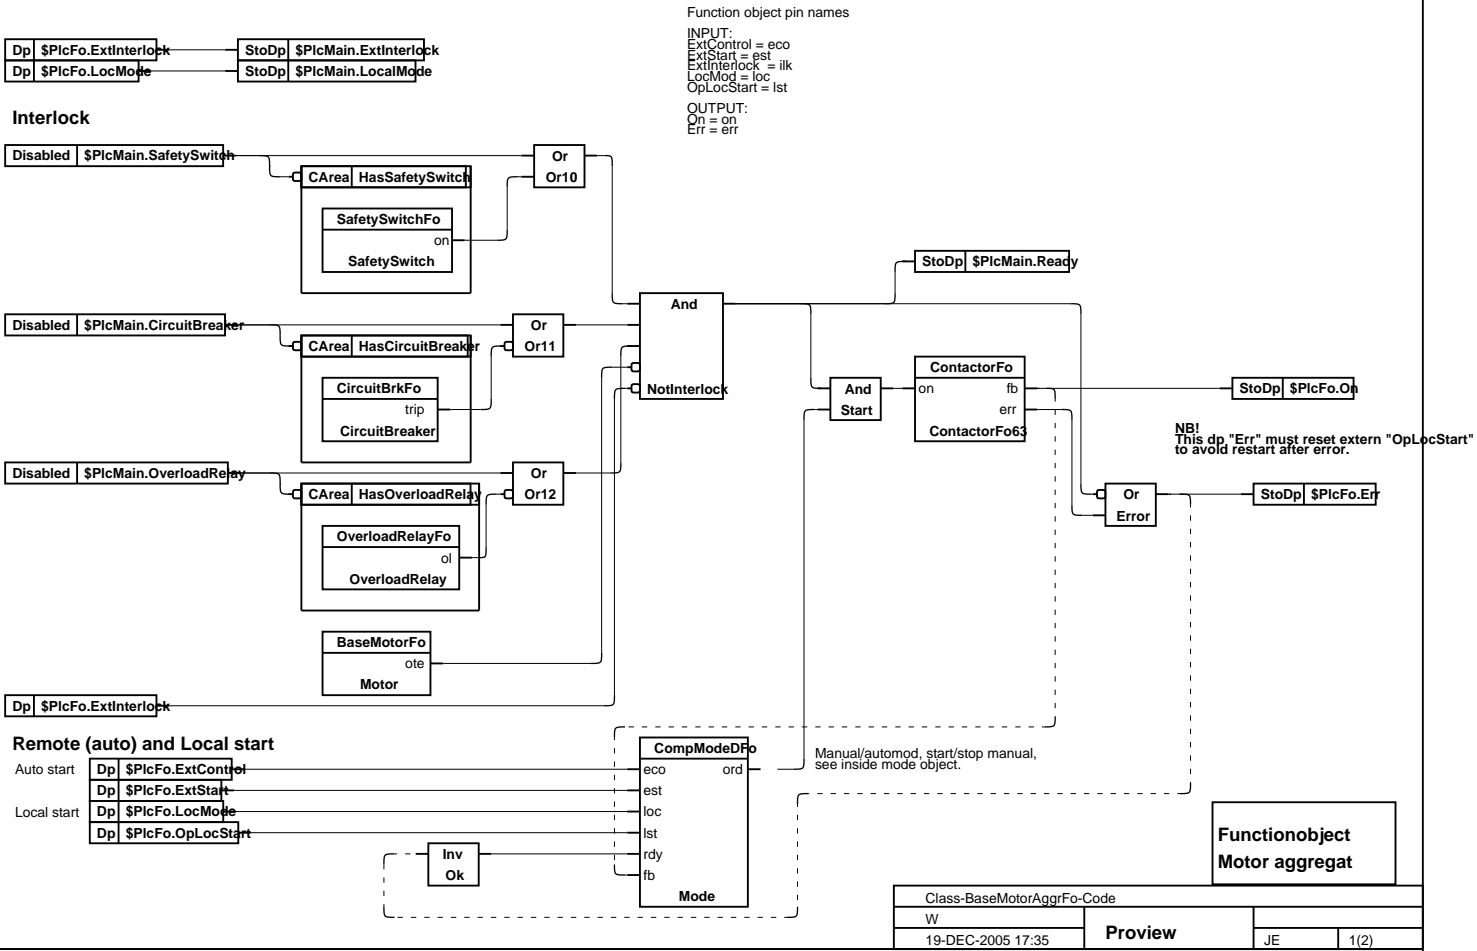 Function object pin names
INPUT:
ExtControl = eco
ExtStart = est
ExtInterlock = ilk
LocMod = loc
OpLocStart = lst
OUTPUT:
On = on
Err = err
Dp $PlcFo.ExtInterlock StoDp $PlcMain.ExtInterlock
Dp $PlcFo.LocMode StoDp $PlcMain.LocalMode
Interlock
Disabled $PlcMain.SafetySwitch
Or
Or10
CArea HasSafetySwitch
SafetySwitchFo
on
SafetySwitch
StoDp $PlcMain.Ready
And
NotInterlock
Disabled $PlcMain.CircuitBreaker
Or
Or11
CArea HasCircuitBreaker
CircuitBrkFo
trip
CircuitBreaker
And
Start
ContactorFo
on fb
err
ContactorFo63
StoDp $PlcFo.On
NB!
This dp "Err" must reset extern "OpLocStart"
to avoid restart after error.
Disabled $PlcMain.OverloadRelay
Or
Or12
CArea HasOverloadRelay
OverloadRelayFo
ol
OverloadRelay
Or
Error
StoDp $PlcFo.Err
BaseMotorFo
ote
Motor
Dp $PlcFo.ExtInterlock
Remote (auto) and Local start
Auto start Dp $PlcFo.ExtControl
Dp $PlcFo.ExtStart
Local start Dp $PlcFo.LocMode
Dp $PlcFo.OpLocStart
CompModeDFo
eco ord
est
loc
lst
rdy
fb
Mode
Inv
Ok
Manual/automod, start/stop manual,
see inside mode object.
Functionobject
Motor aggregat
Class-BaseMotorAggrFo-Code
W
19-DEC-2005 17:35
Proview
JE 1(2)